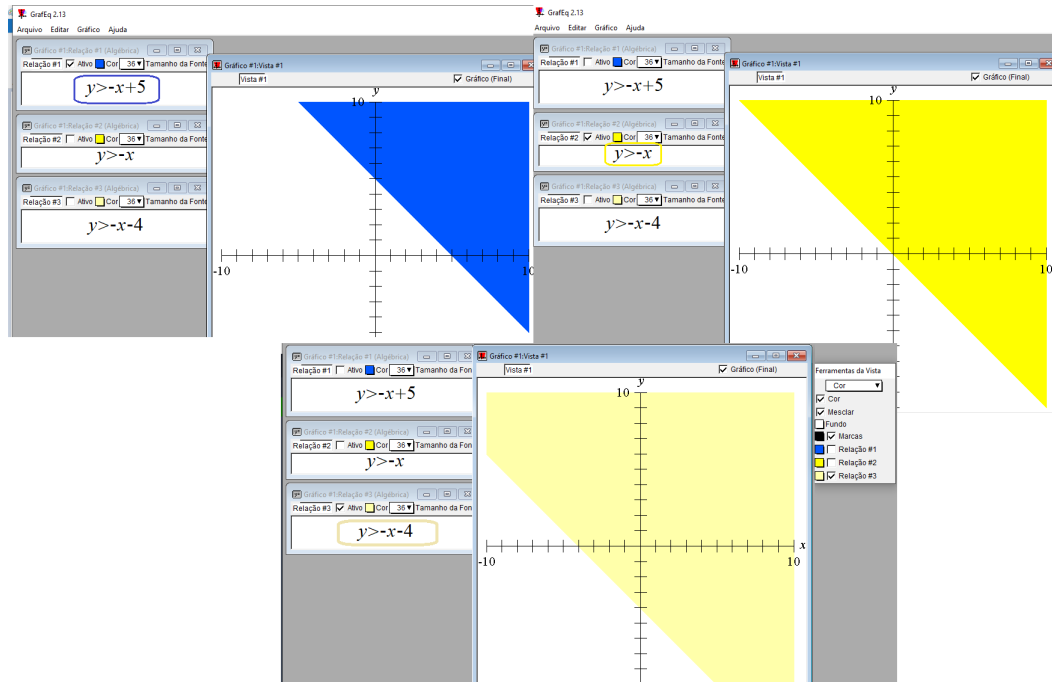 GrafEq 2.13
Arquivo Editar Gráfico Ajuda
Gráfico #1:Relação #1 (Algébrica)
Relação #1 Ativo Cor 36 Tamanho da Fonte
y>-x+5
Gráfico #1:Relação #2 (Algébrica)
Relação #2 Ativo Cor 36 Tamanho da Fonte
y>-x
Gráfico #1:Relação #3 (Algébrica)
Relação #3 Ativo Cor 36 Tamanho da Fonte
y>-x-4
Gráfico #1:Vista #1
Vista #1 Gráfico (Final)
y
10
-10 10
GrafEq 2.13
Arquivo Editar Gráfico Ajuda
Gráfico #1:Relação #1 (Algébrica)
Relação #1 Ativo Cor 36 Tamanho da Fonte
y>-x+5
Gráfico #1:Relação #2 (Algébrica)
Relação #2 Ativo Cor 36 Tamanho da Fonte
y>-x
Gráfico #1:Relação #3 (Algébrica)
Relação #3 Ativo Cor 36 Tamanho da Fonte
y>-x-4
Gráfico #1:Vista #1
Vista #1 Gráfico (Final)
y
10
-10 10
Gráfico #1:Relação #1 (Algébrica)
Relação #1 Ativo Cor 36 Tamanho da Fon
y>-x+5
Gráfico #1:Relação #2 (Algébrica)
Relação #2 Ativo Cor 36 Tamanho da Fon
y>-x
Gráfico #1:Relação #3 (Algébrica)
Relação #3 Ativo Cor 36 Tamanho da Fon
y>-x-4
Gráfico #1:Vista #1
Vista #1 Gráfico (Final)
y
10
x
-10 10
Ferramentas da Vista
Cor
Cor
Mesclar
Fundo
Marcas
Relação #1
Relação #2
Relação #3